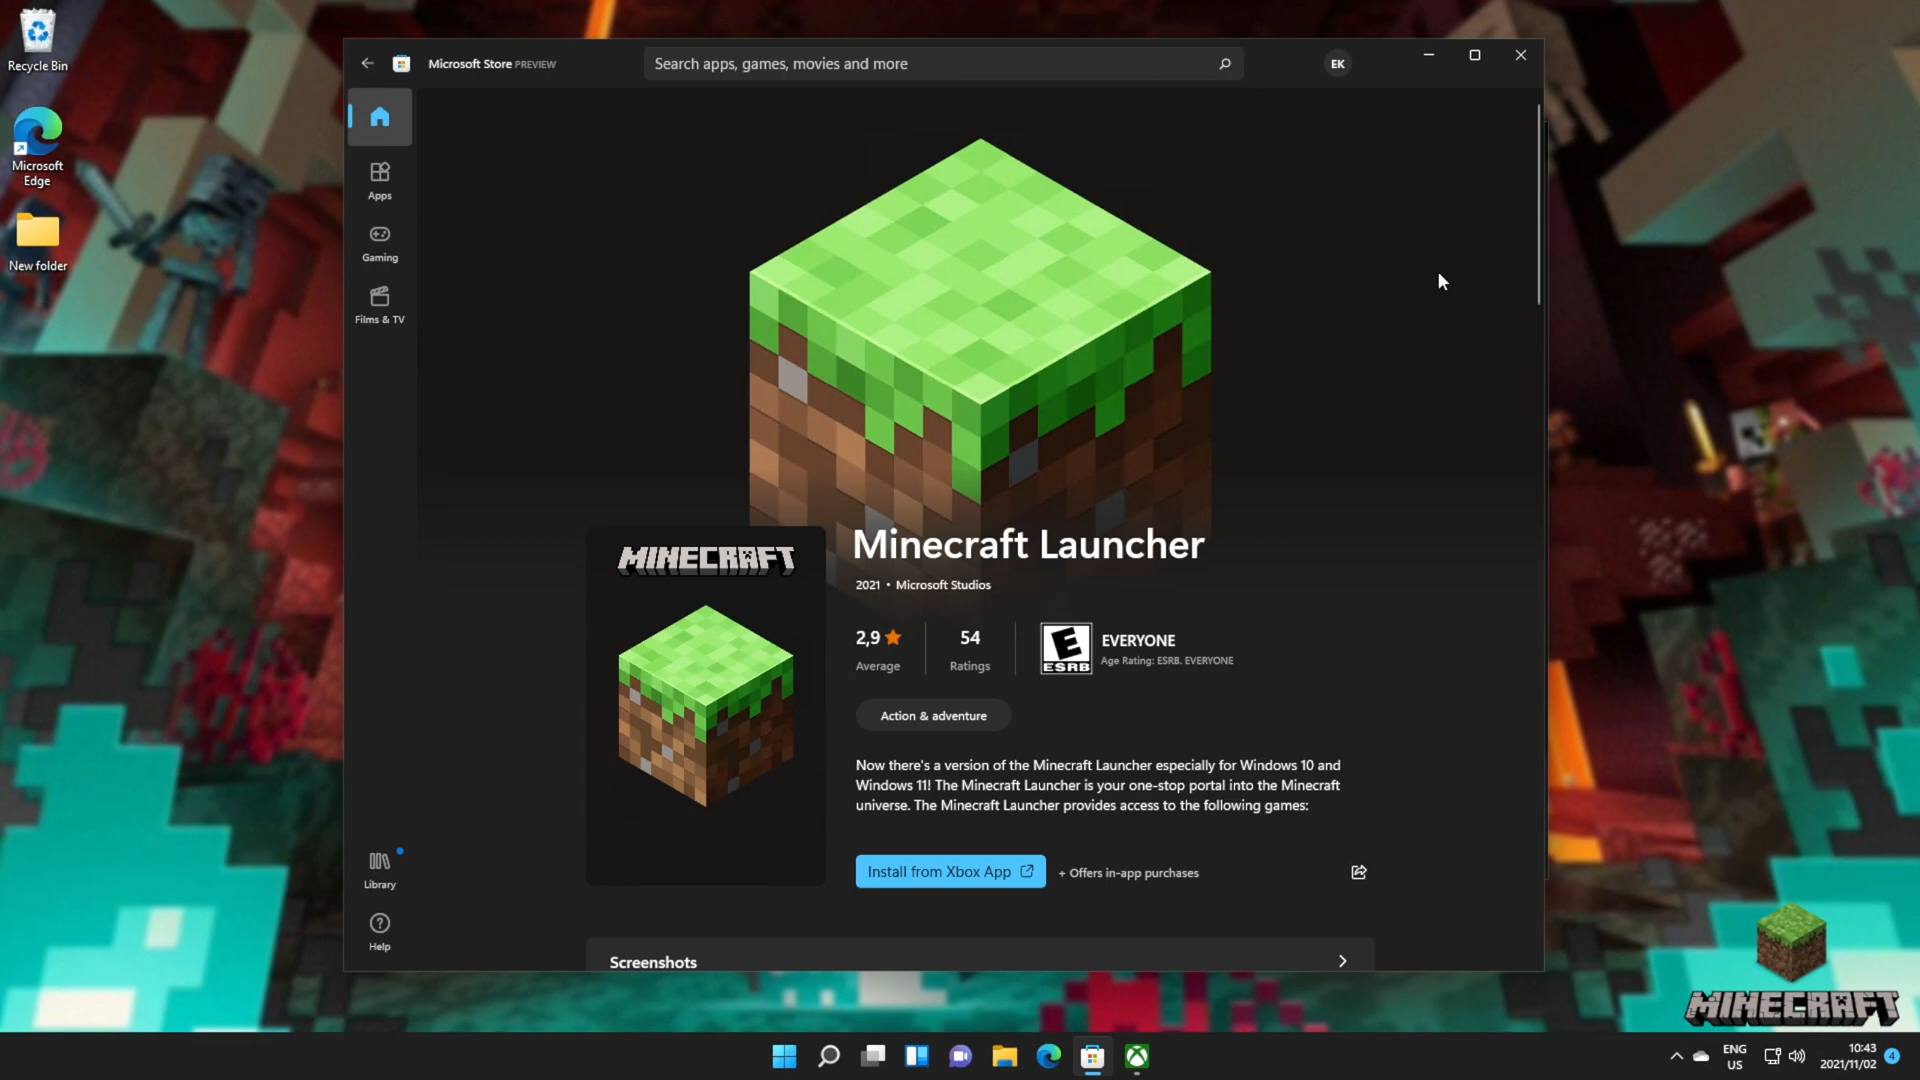 Recycle Bin
Microsoft
Edge
New folder
Microsoft Store PREVIEW
Search apps, games, movies and more
EK
Apps
Gaming
Films & TV
Library
Help
MINECRAFT
Minecraft Launcher
2021 • Microsoft Studios
2,9
Average
54
Ratings
E
ESRB
EVERYONE
Age Rating: ESRB. EVERYONE
Action & adventure
Now there's a version of the Minecraft Launcher especially for Windows 10 and
Windows 11! The Minecraft Launcher is your one-stop portal into the Minecraft
universe. The Minecraft Launcher provides access to the following games:
Install from Xbox App
+ Offers in-app purchases
Screenshots
MINECRAFT
ENG
US
10:43
2021/11/02
4